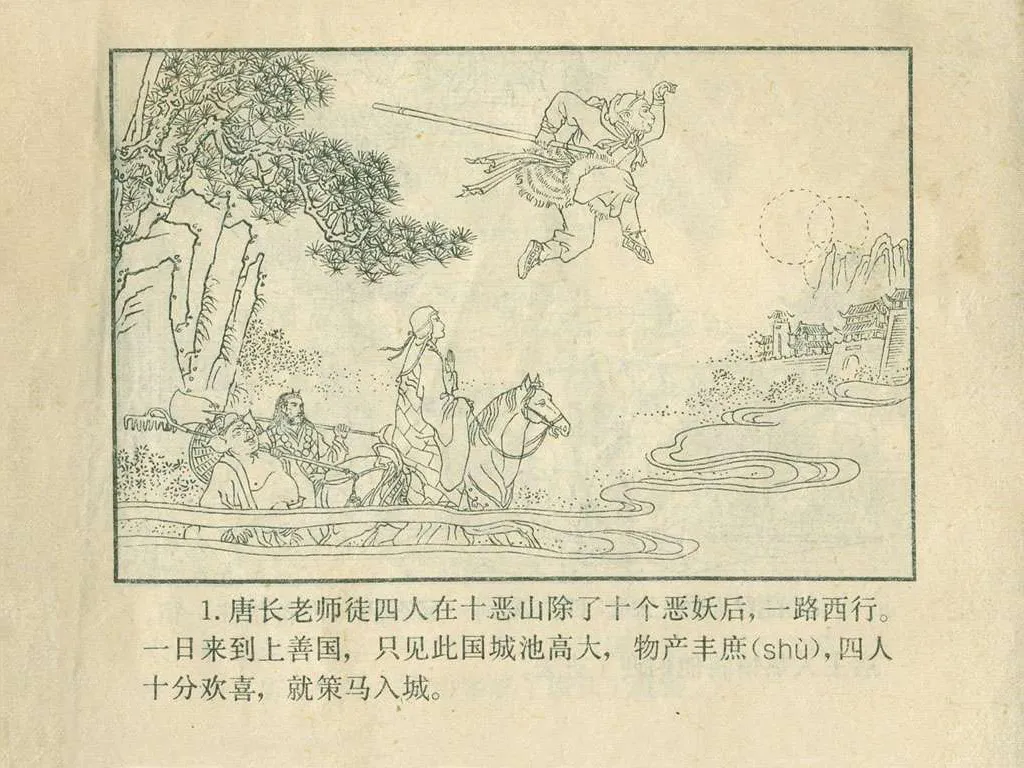 1.唐长老师徒四人在十恶山除了十个恶妖后,一路西行。
一日来到上善国，只见此国城池高大，物产丰庶(shù),四人
十分欢喜，就策马入城。